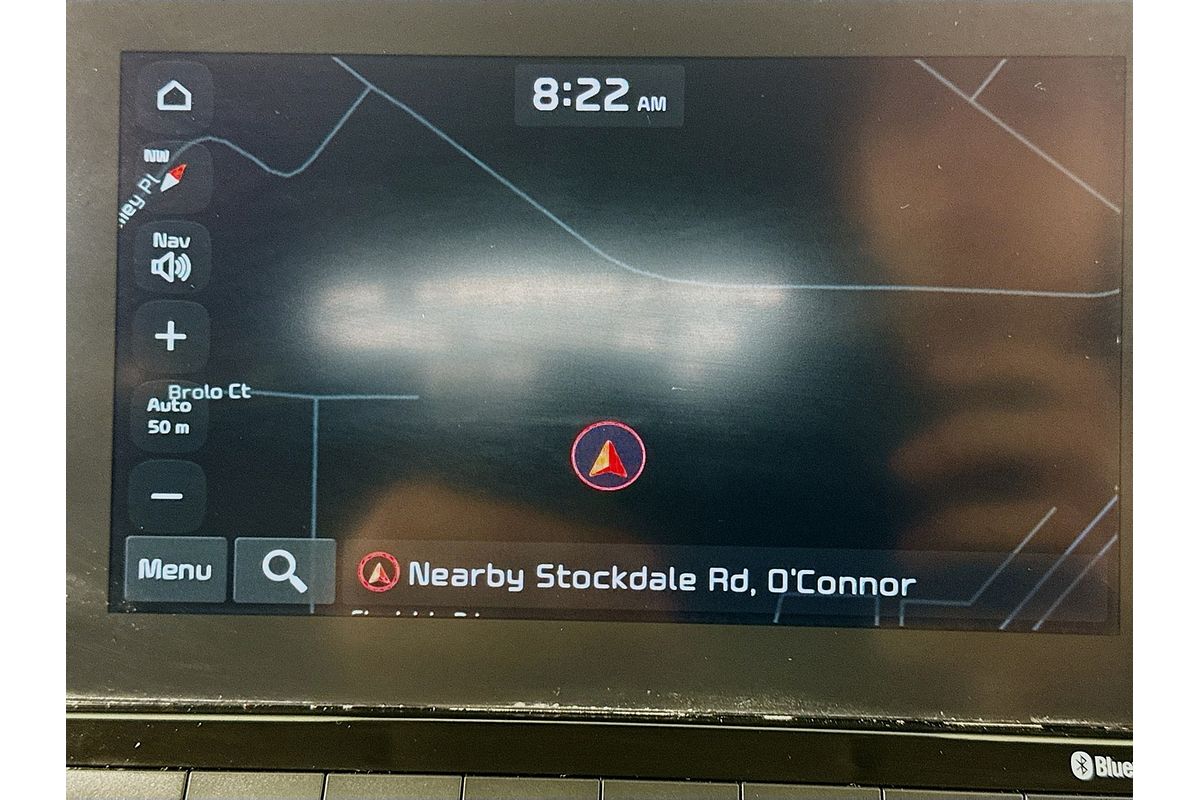 8:22 AM
NW
Nav
Brolo Ct
Auto
50 m
Menu
Nearby Stockdale Rd, O'Connor